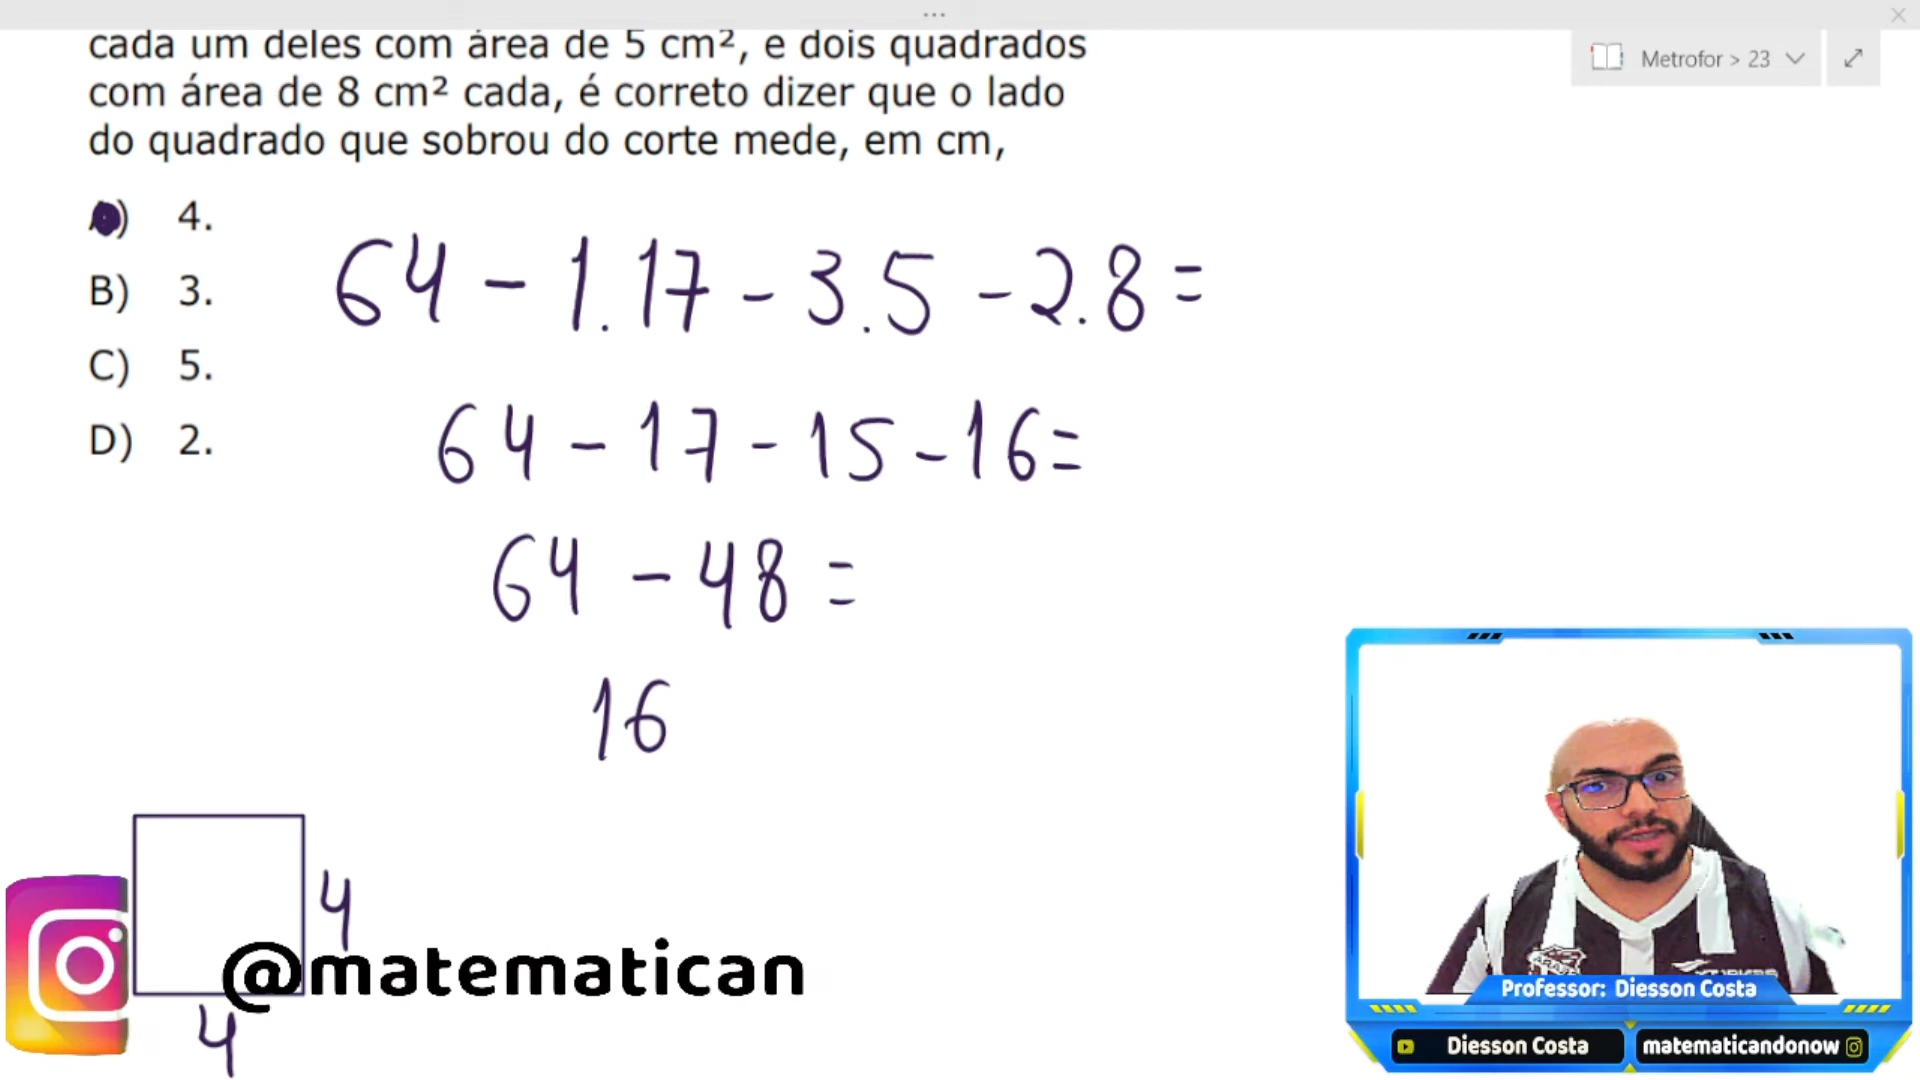 ...
cada um deles com área de 5 cm², e dois quadrados
com área de 8 cm² cada, é correto dizer que o lado
do quadrado que sobrou do corte mede, em cm,
Metrofor > 23
) 4.
B) 3.
C) 5.
D) 2.
64 - 1.17 - 3.5 - 2.8 =
64 - 17 - 15 - 16 =
64 - 48 =
16
4
@matematican
4
Professor: Diesson Costa
Diesson Costa
matematicandonow